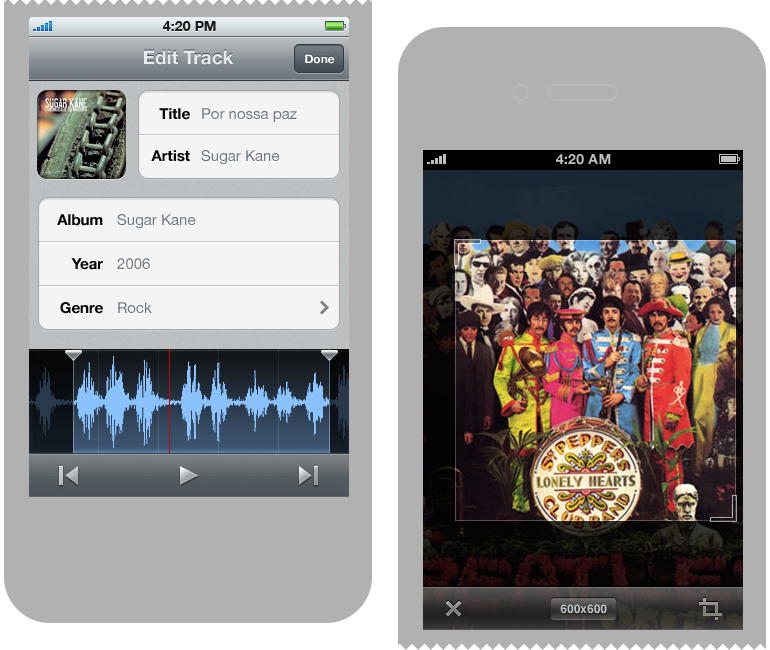 4:20 PM
Edit Track
Done
SUGAR KANE
Title Por nossa paz
Artist Sugar Kane
Album Sugar Kane
Year 2006
Genre Rock
4:20 AM
SGT. PEPPERS
LONELY HEARTS
CLUB BAND
BEATLES
600x600